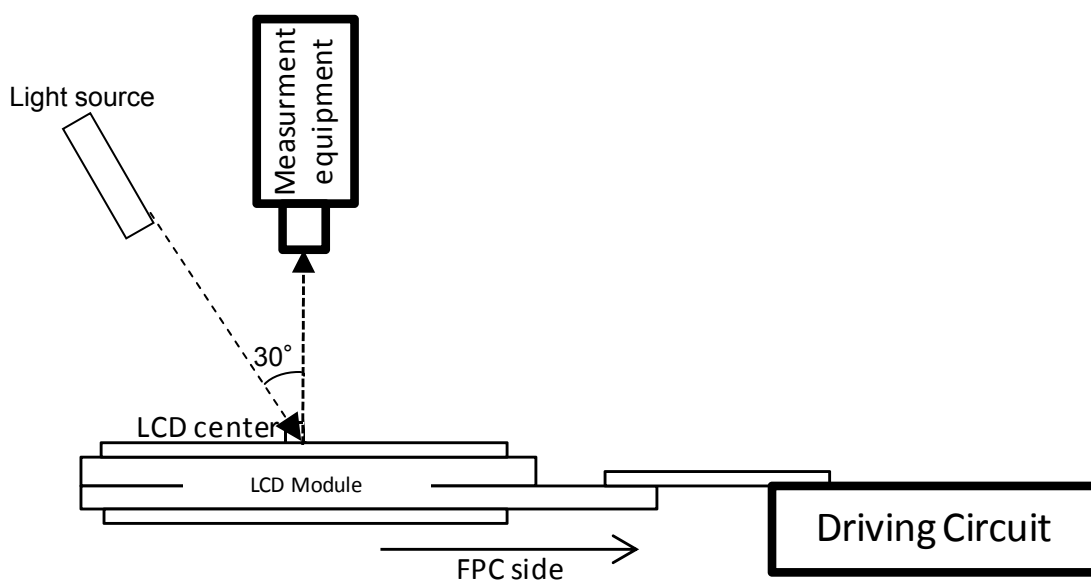 Light source
Measurment
equipment
30°
LCD center
LCD Module
Driving Circuit
FPC side